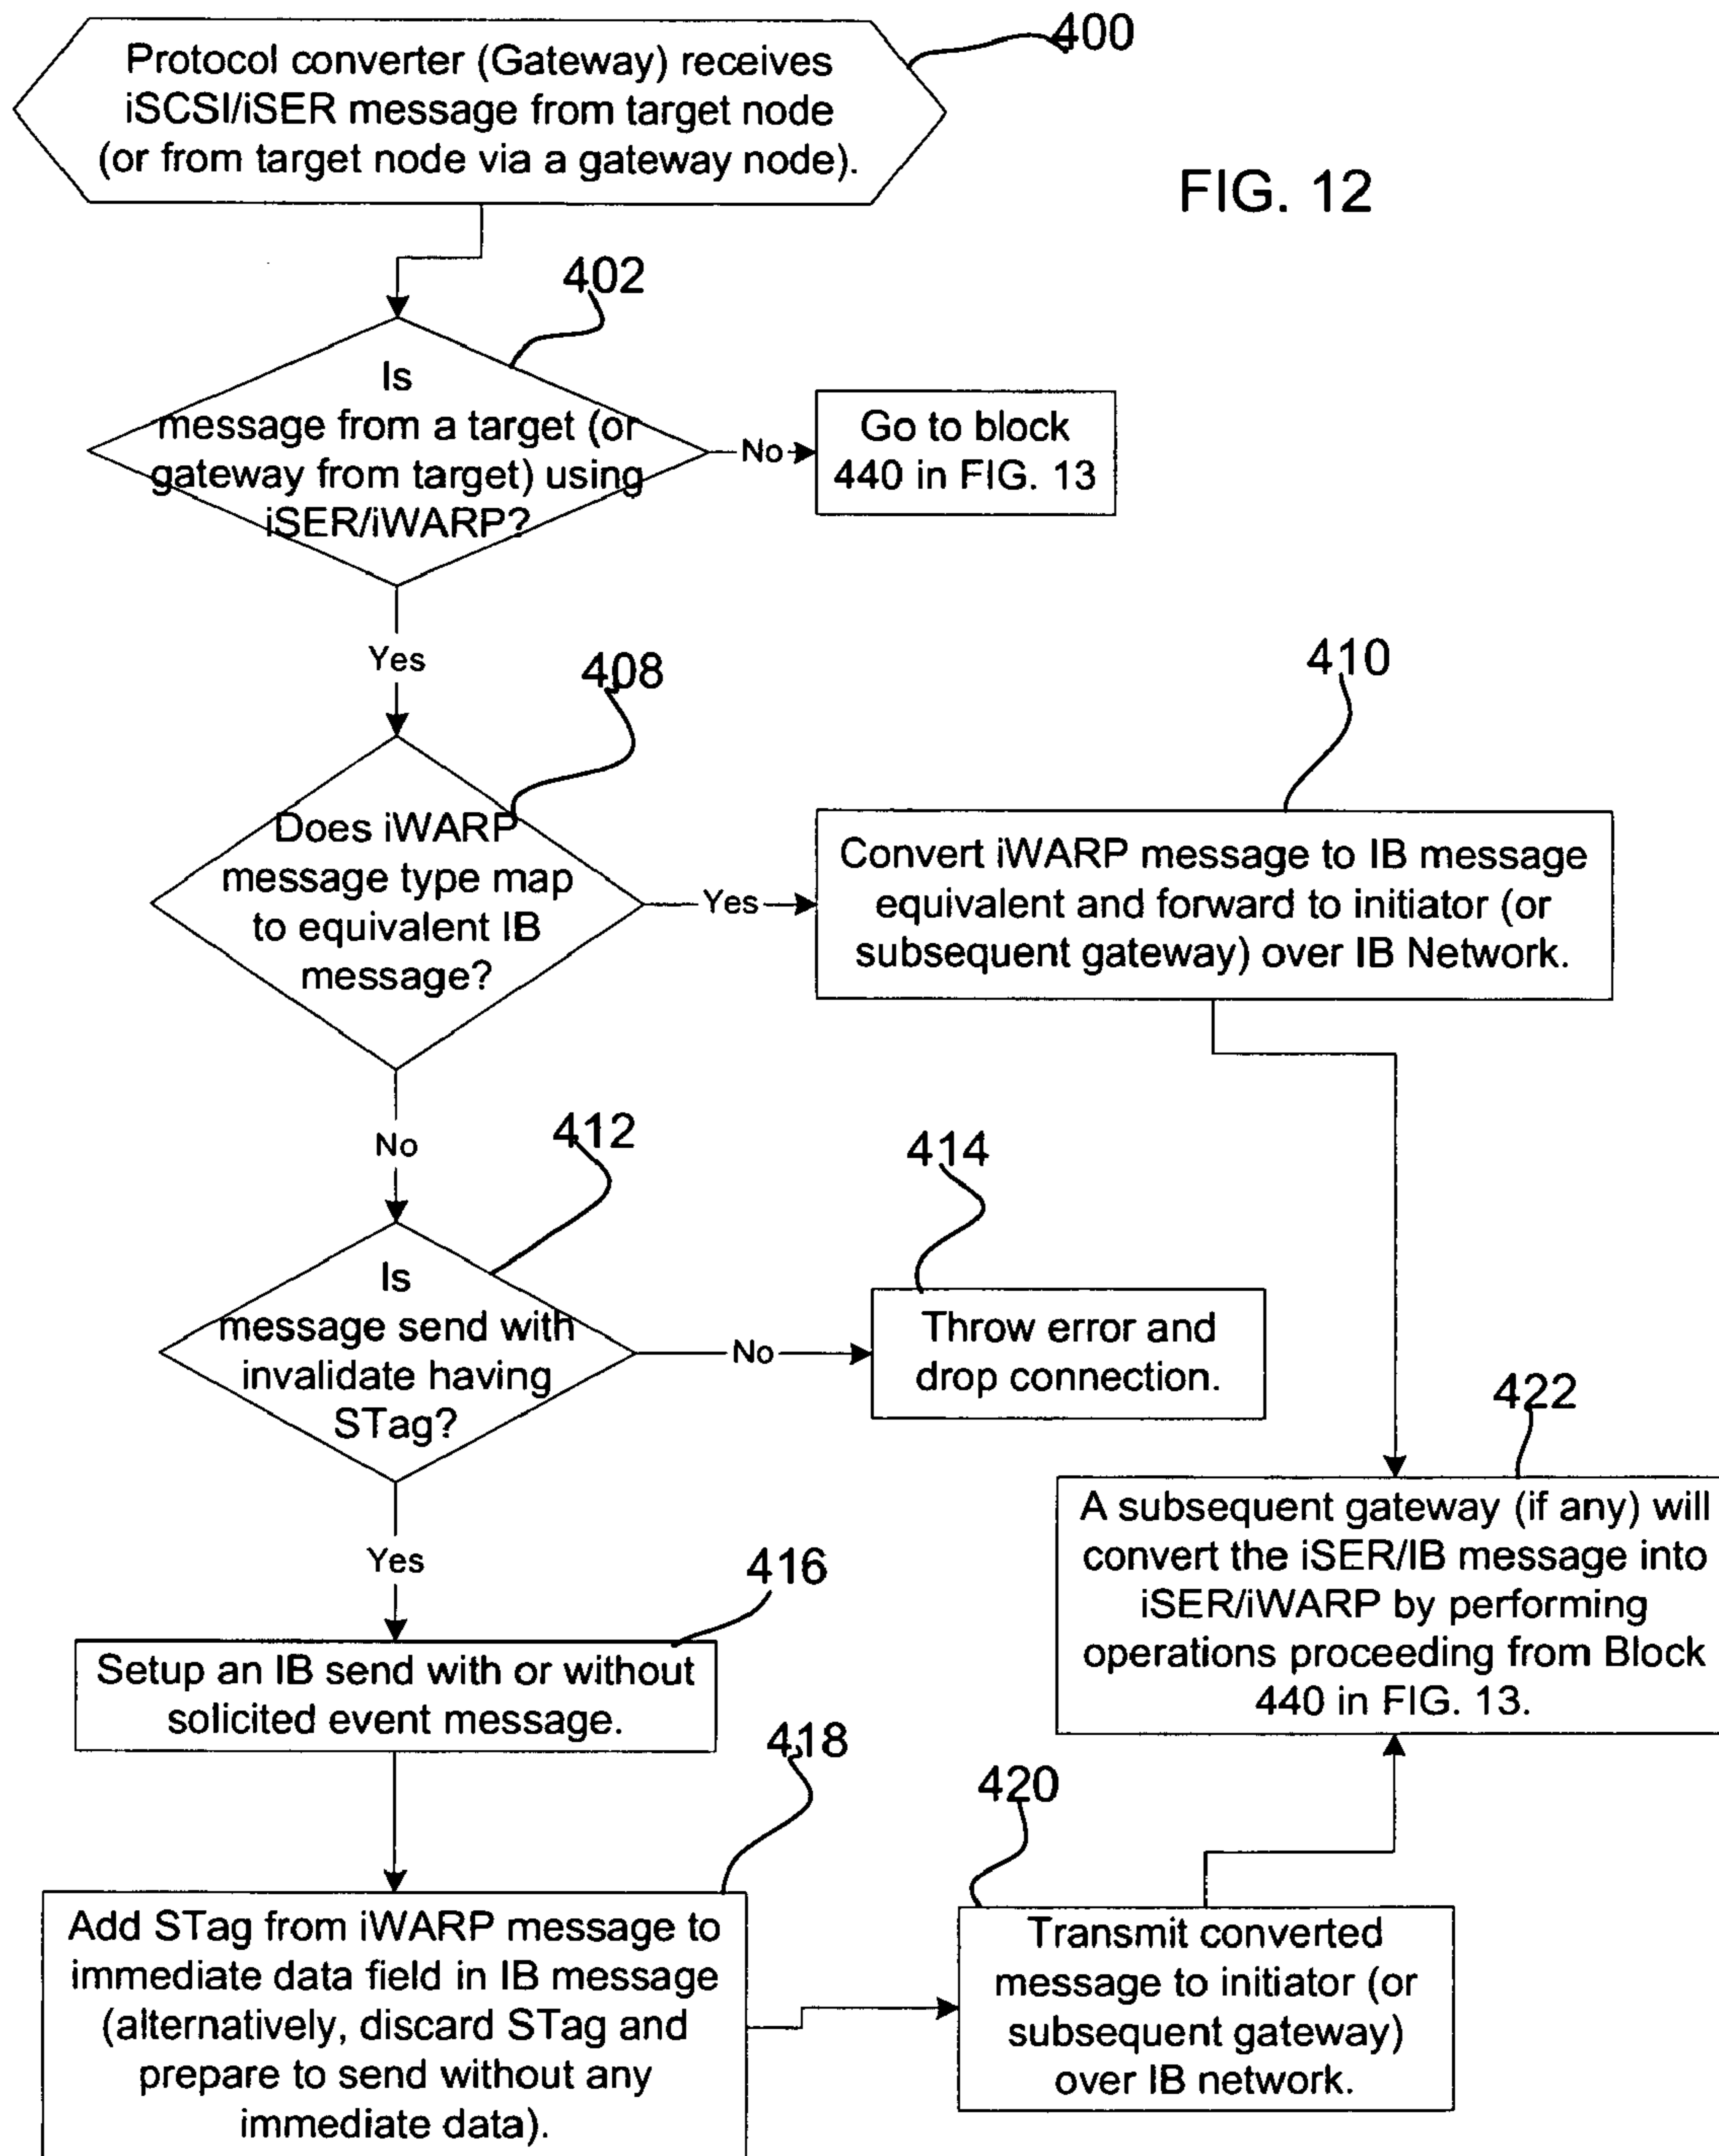 400
Protocol converter (Gateway) receives
iSCSI/iSER message from target node
(or from target node via a gateway node).
FIG. 12
402
Is
message from a target (or
gateway from target) using
iSER/iWARP?
No
Go to block
440 in FIG. 13
Yes
408
410
Does iWARP
message type map
to equivalent IB
message?
Yes
Convert iWARP message to IB message
equivalent and forward to initiator (or
subsequent gateway) over IB Network.
No
412
414
Is
message send with
invalidate having
STag?
No
Throw error and
drop connection.
422
A subsequent gateway (if any) will
convert the iSER/IB message into
iSER/iWARP by performing
operations proceeding from Block
440 in FIG. 13.
Yes
416
Setup an IB send with or without
solicited event message.
418
420
Add STag from iWARP message to
immediate data field in IB message
(alternatively, discard STag and
prepare to send without any
immediate data).
Transmit converted
message to initiator (or
subsequent gateway)
over IB network.